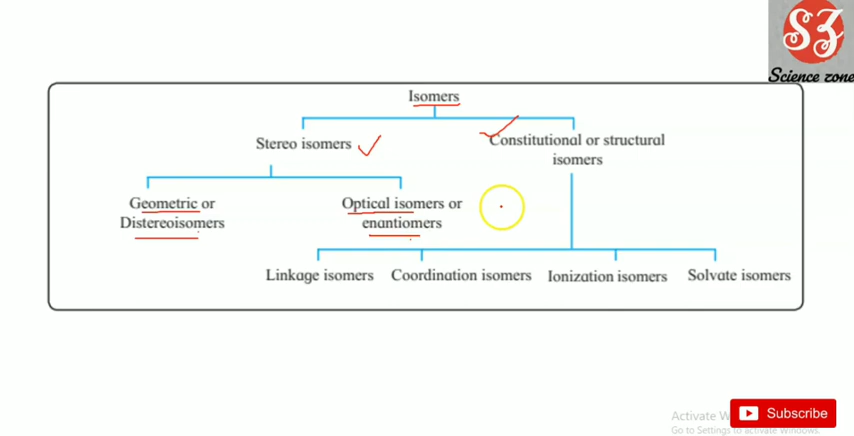 SZ
Science zone
Isomers
Stereo isomers
Constitutional or structural
isomers
Geometric or
Distereoisomers
Optical isomers or
enantiomers
Linkage isomers
Coordination isomers
Ionization isomers
Solvate isomers
Activate W
Subscribe
Go to Settings to activate Windows.